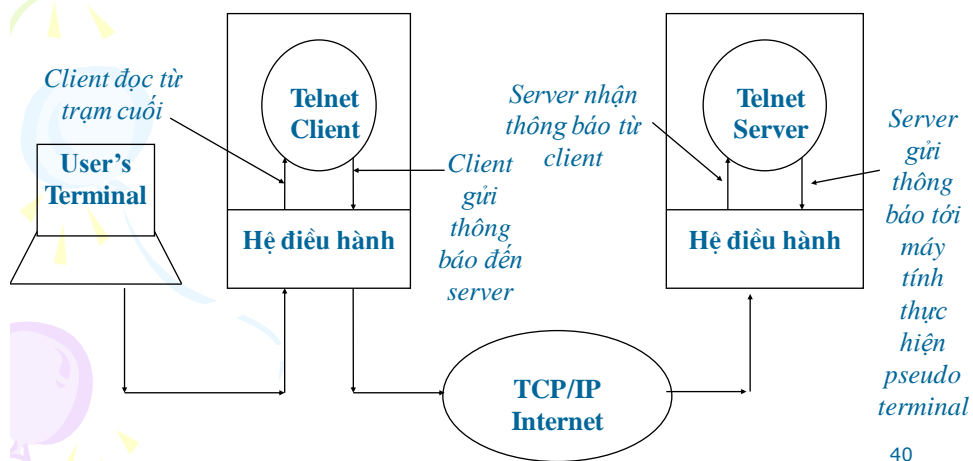 Client đọc từ
trạm cuối
User's
Terminal
Telnet
Client
Client
gửi
thông
báo đến
server
Hệ điều hành
TCP/IP
Internet
Server nhận
thông báo từ
client
Telnet
Server
Hệ điều hành
Server
gửi
thông
báo tới
máy
tính
thực
hiện
pseudo
terminal
40